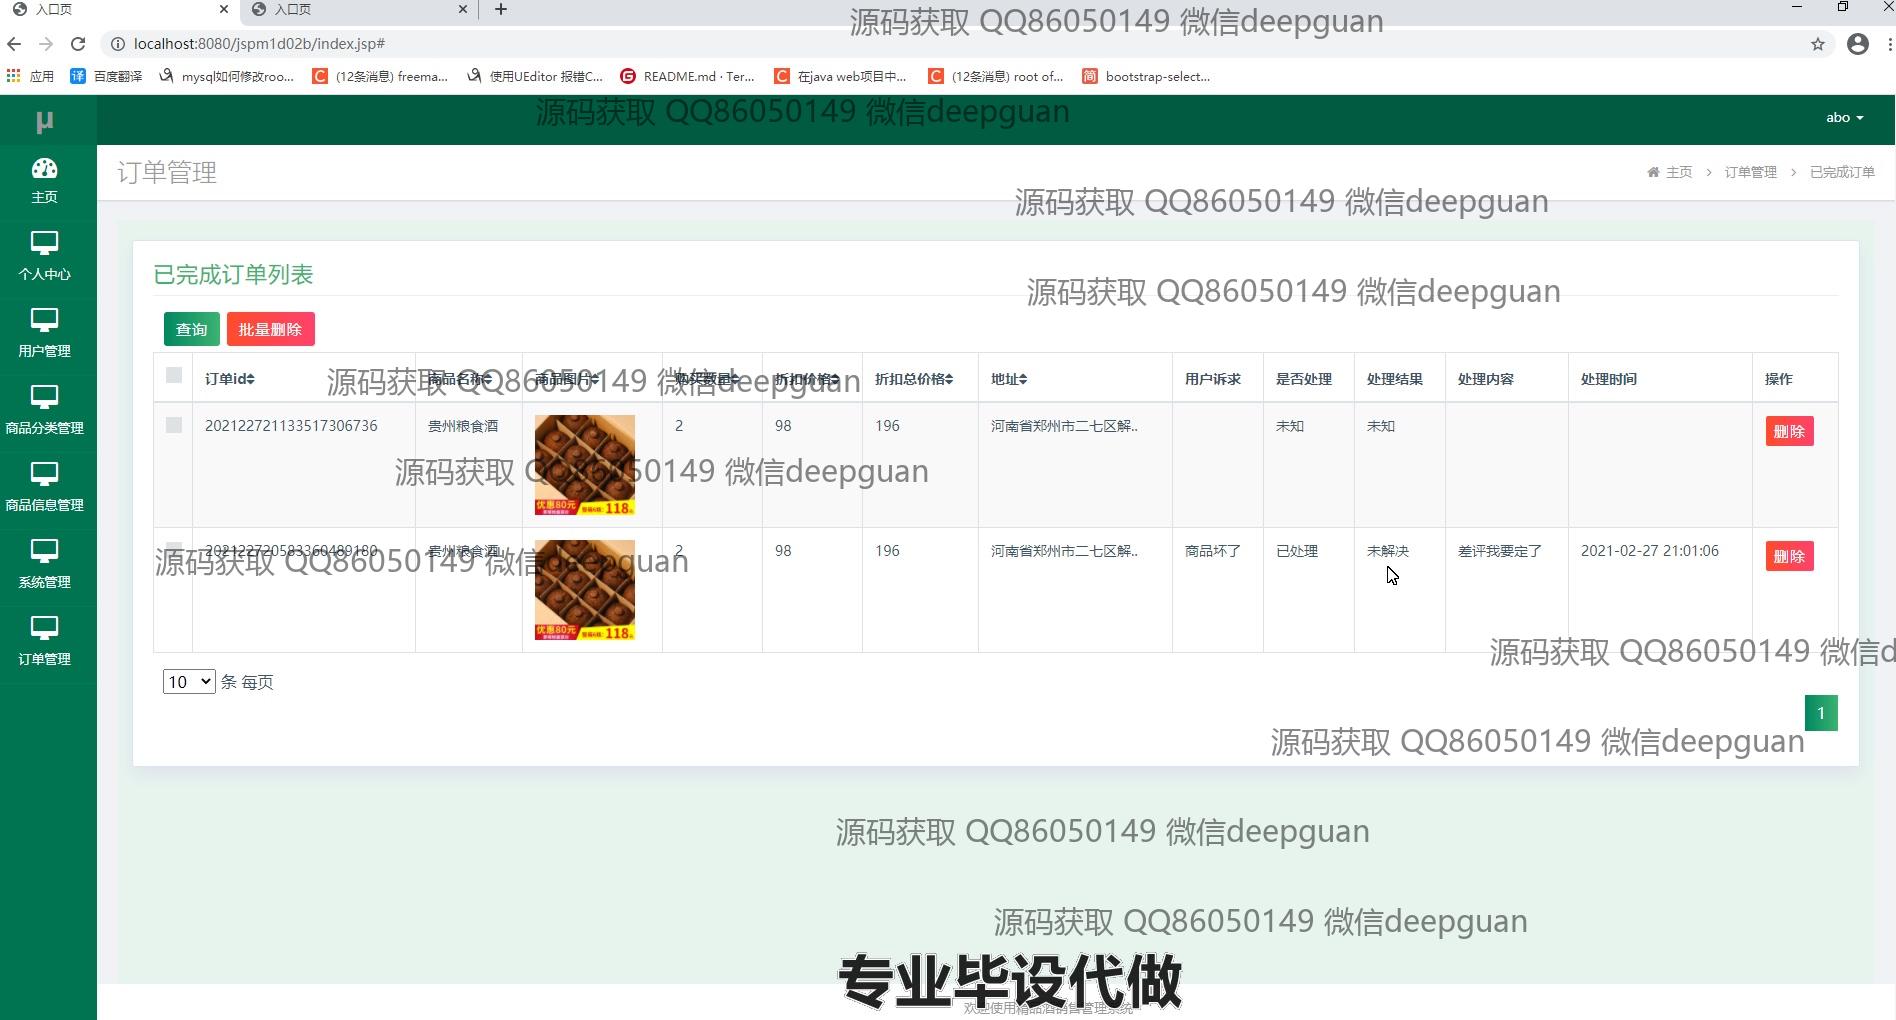 入口页
入口页
源码获取 QQ86050149 微信deepguan
localhost:8080/jspm1d02b/index.jsp#
应用
百度翻译
mysql如何修改roo...
(12条消息) freema...
使用UEditor 报错C...
README.md · Ter...
在java web项目中...
(12条消息) root of...
bootstrap-select...
源码获取 QQ86050149 微信deepguan
μ
abo
主页
个人中心
用户管理
商品分类管理
商品信息管理
系统管理
订单管理
订单管理
主页 > 订单管理 > 已完成订单
源码获取 QQ86050149 微信deepguan
已完成订单列表
源码获取 QQ86050149 微信deepguan
查询 批量删除
订单id 商品名称 商品图片 购买数量 折扣价格 折扣总价格 地址 用户诉求 是否处理 处理结果 处理内容 处理时间 操作
源码获取 QQ86050149 微信deepguan
202122721133517306736 贵州粮食酒 2 98 196 河南省郑州市二七区解.. 未知 未知 删除
源码获取 QQ86050149 微信deepguan
优惠80元
118
202122720583360489180 贵州粮食酒 2 98 196 河南省郑州市二七区解.. 商品坏了 已处理 未解决 差评我要定了 2021-02-27 21:01:06 删除
源码获取 QQ86050149 微信deepguan
优惠80元
118
源码获取 QQ86050149 微信d
10 条 每页
1
源码获取 QQ86050149 微信deepguan
源码获取 QQ86050149 微信deepguan
源码获取 QQ86050149 微信deepguan
专业毕设代做
欢迎使用精品酒销售管理系统